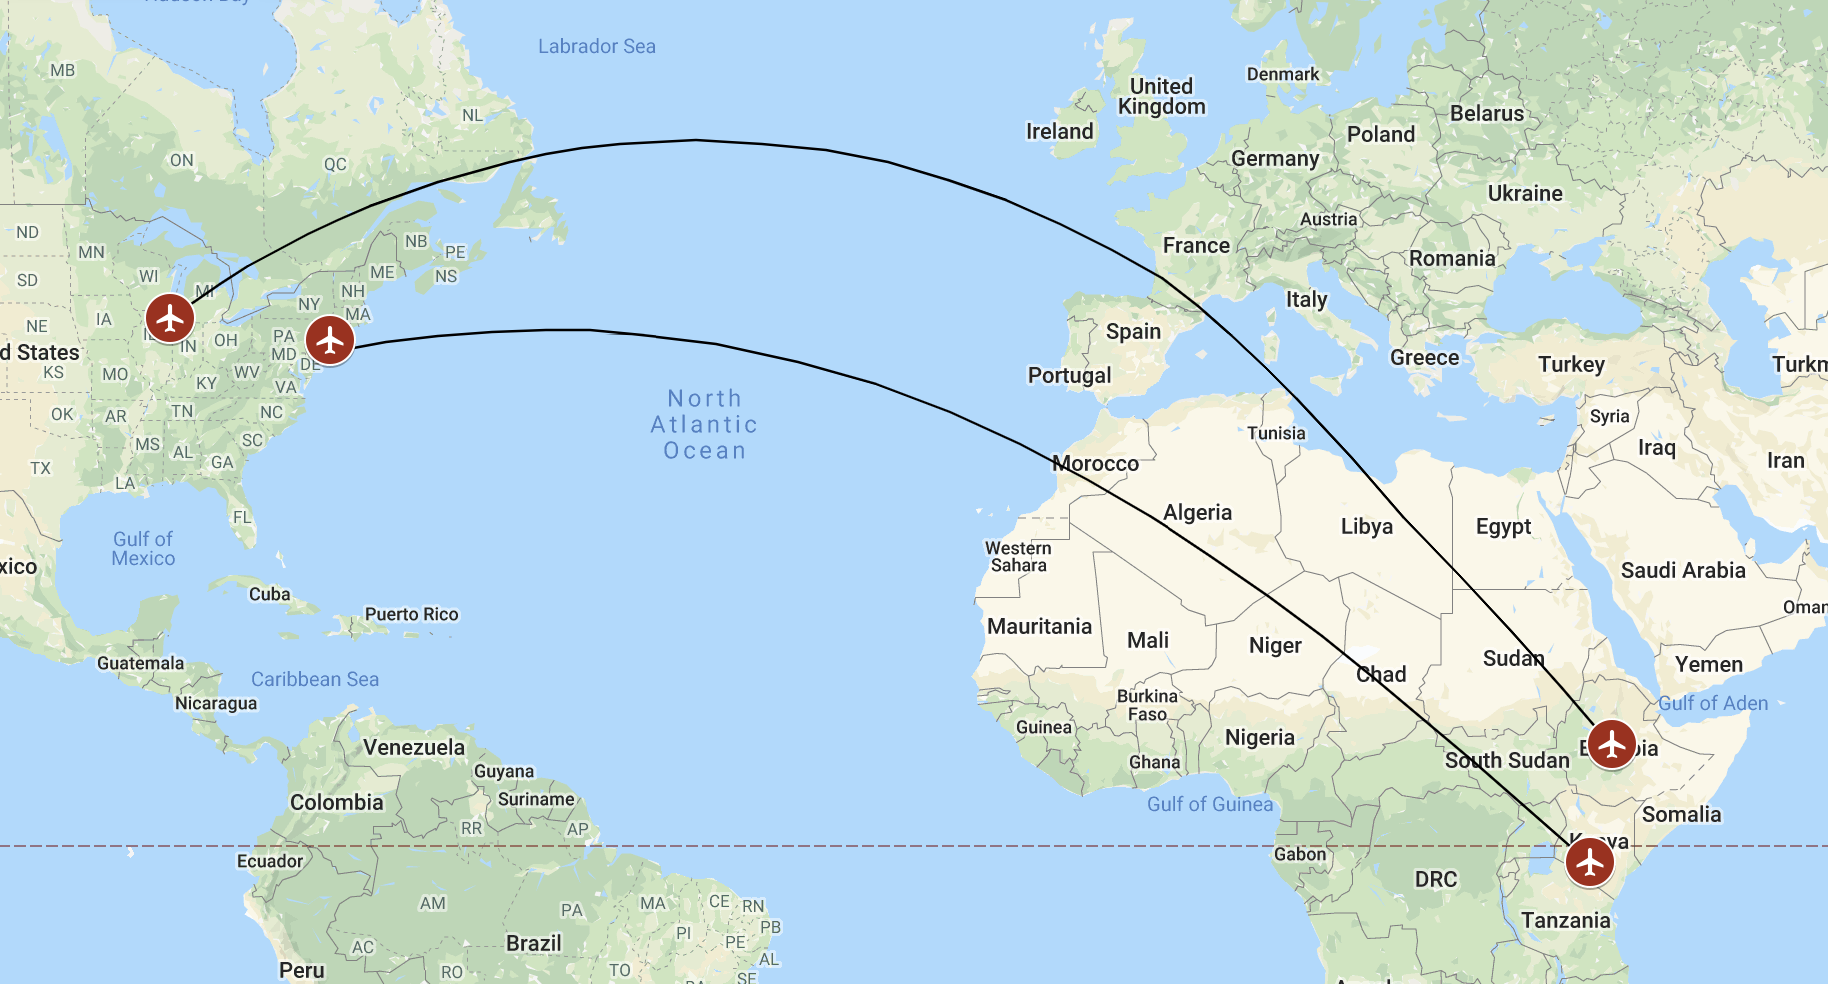 Hudson Bay
Labrador Sea
MB
NL
ON
QC
United
Kingdom
Ireland
Denmark
Belarus
Poland
Germany
Ukraine
Austria
France
Romania
Italy
Spain
Portugal
Greece
Turkey
Turkm
ND
MN
SD
WI
MI
NB
PE
ME
NS
NH
NY
MA
IA
NE
IN
OH
PA
MD
DE
d States
KS
MO
WV
KY
VA
OK
AR
TN
NC
MS
AL
SC
GA
TX
LA
FL
North
Atlantic
Ocean
Gulf of
Mexico
xico
Cuba
Puerto Rico
Guatemala
Caribbean Sea
Nicaragua
Venezuela
Guyana
Suriname
Colombia
RR
AP
Ecuador
AM
PA
MA
CE
RN
PB
PI
PE
AL
SE
AC
RO
TO
Brazil
Peru
Tunisia
Syria
Iraq
Iran
Morocco
Algeria
Libya
Egypt
Western
Sahara
Saudi Arabia
Oman
Mauritania
Mali
Niger
Chad
Sudan
Yemen
Gulf of Aden
Burkina
Faso
Guinea
Nigeria
Ghana
South Sudan
Gulf of Guinea
Somalia
Gabon
DRC
Tanzania